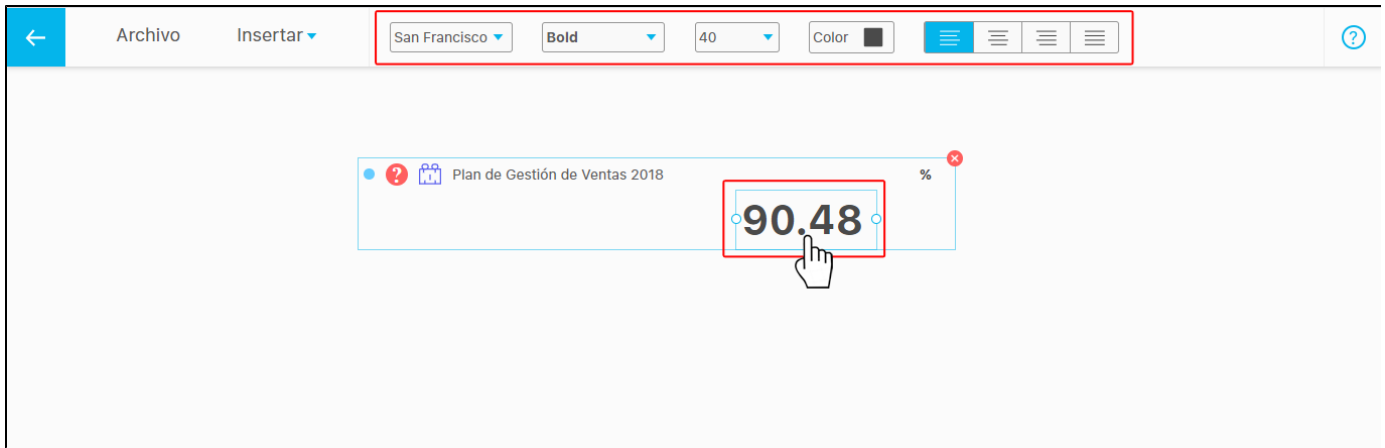 Archivo Insertar San Francisco Bold 40 Color ?
? Plan de Gestión de Ventas 2018 %
90.48